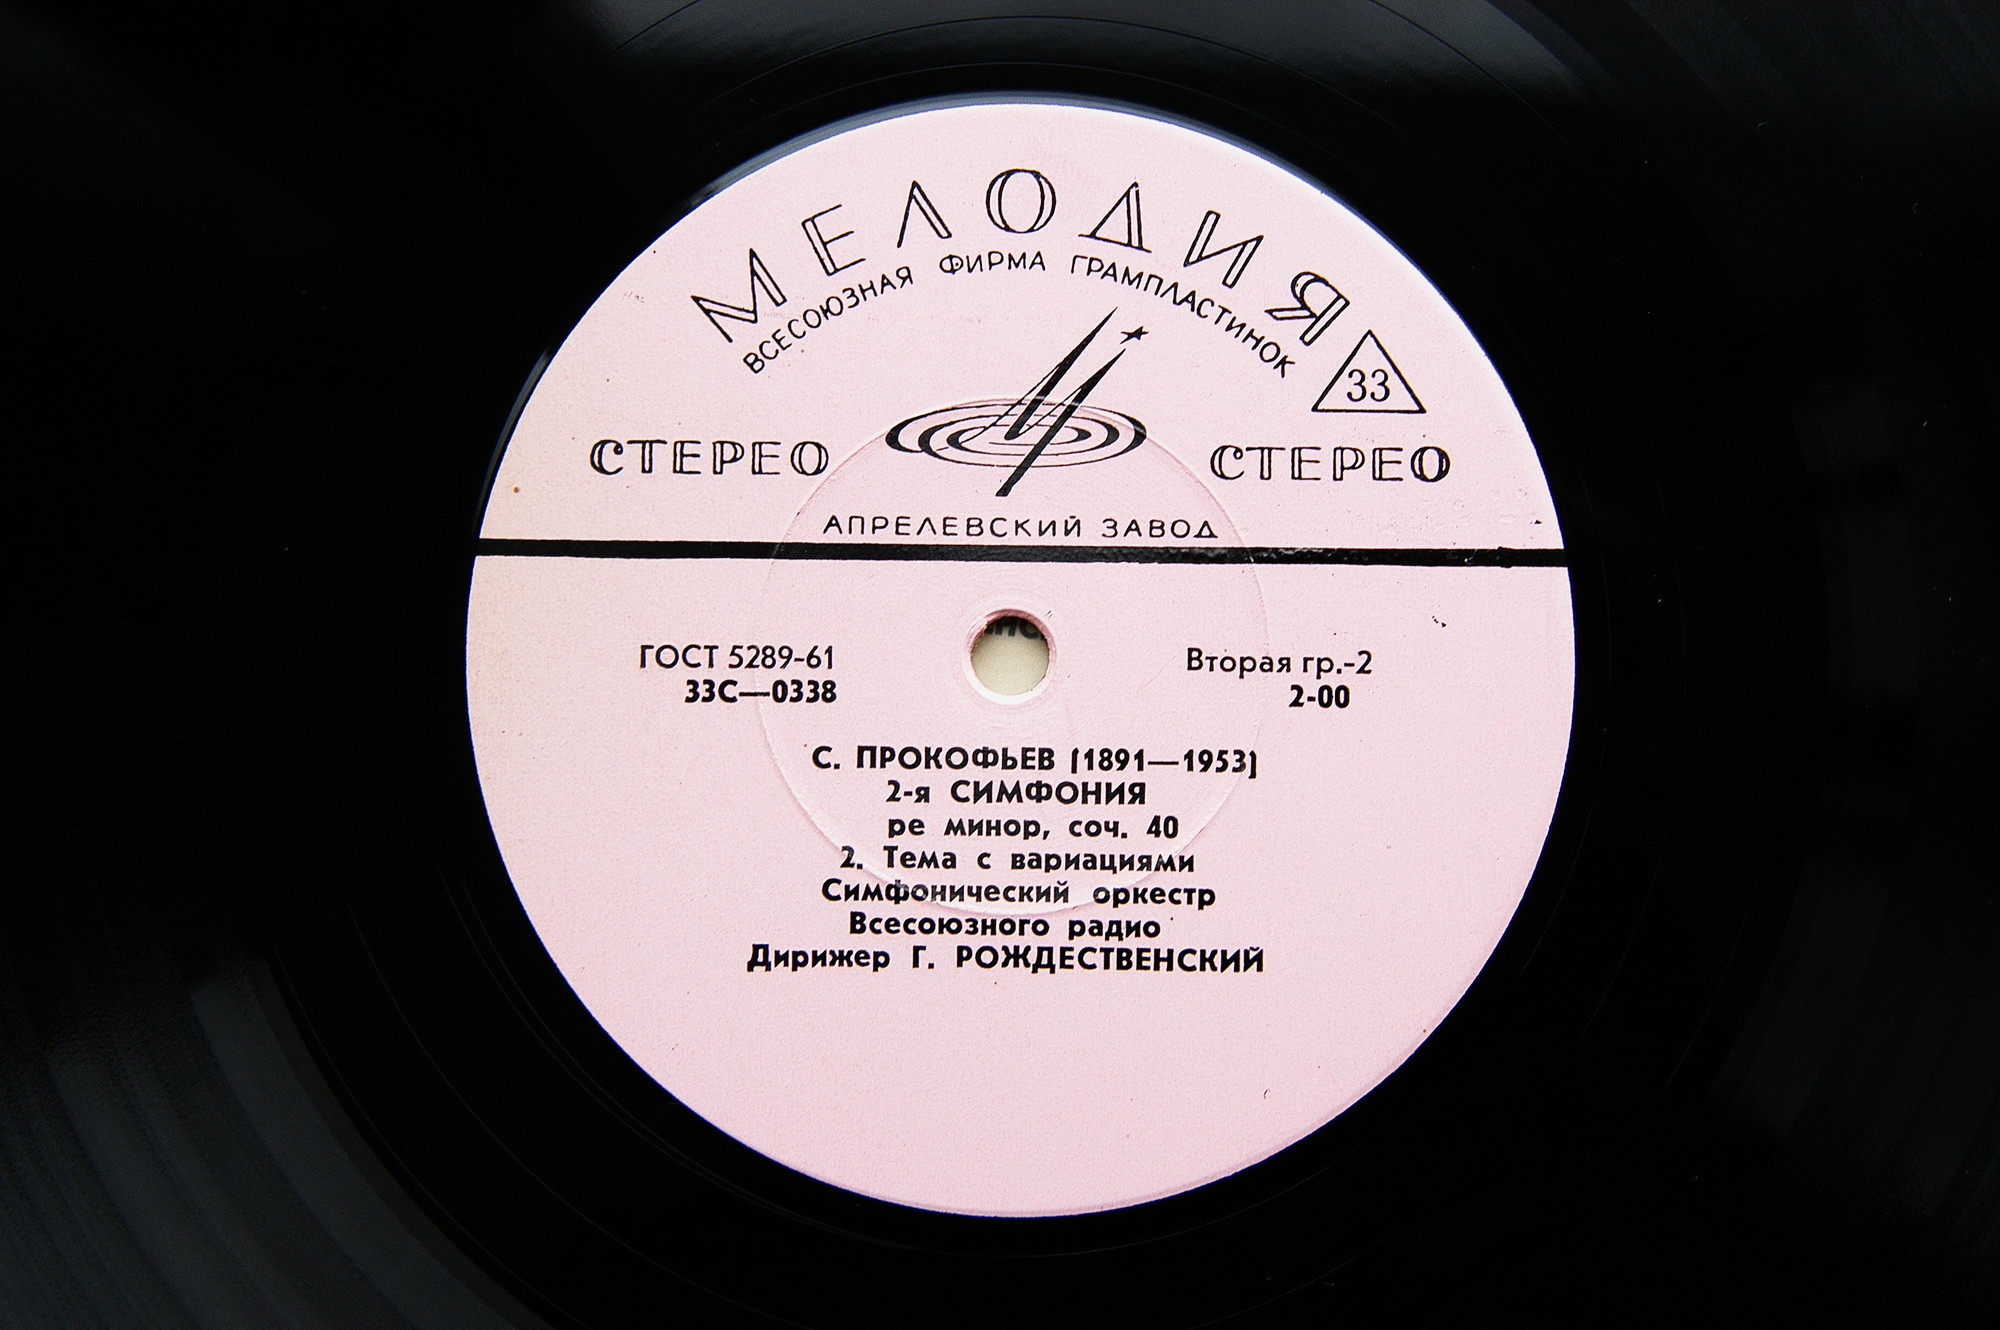 МЕЛОДИЯ
ВСЕСОЮЗНАЯ ФИРМА ГРАМПЛАСТИНОК
33
СТЕРЕО СТЕРЕО
АПРЕЛЕВСКИЙ ЗАВОД
ГОСТ 5289-61 Вторая гр.-2
33С—0338 2-00
С. ПРОКОФЬЕВ (1891—1953)
2-я СИМФОНИЯ
ре минор, соч. 40
2. Тема с вариациями
Симфонический оркестр
Всесоюзного радио
Дирижер Г. РОЖДЕСТВЕНСКИЙ